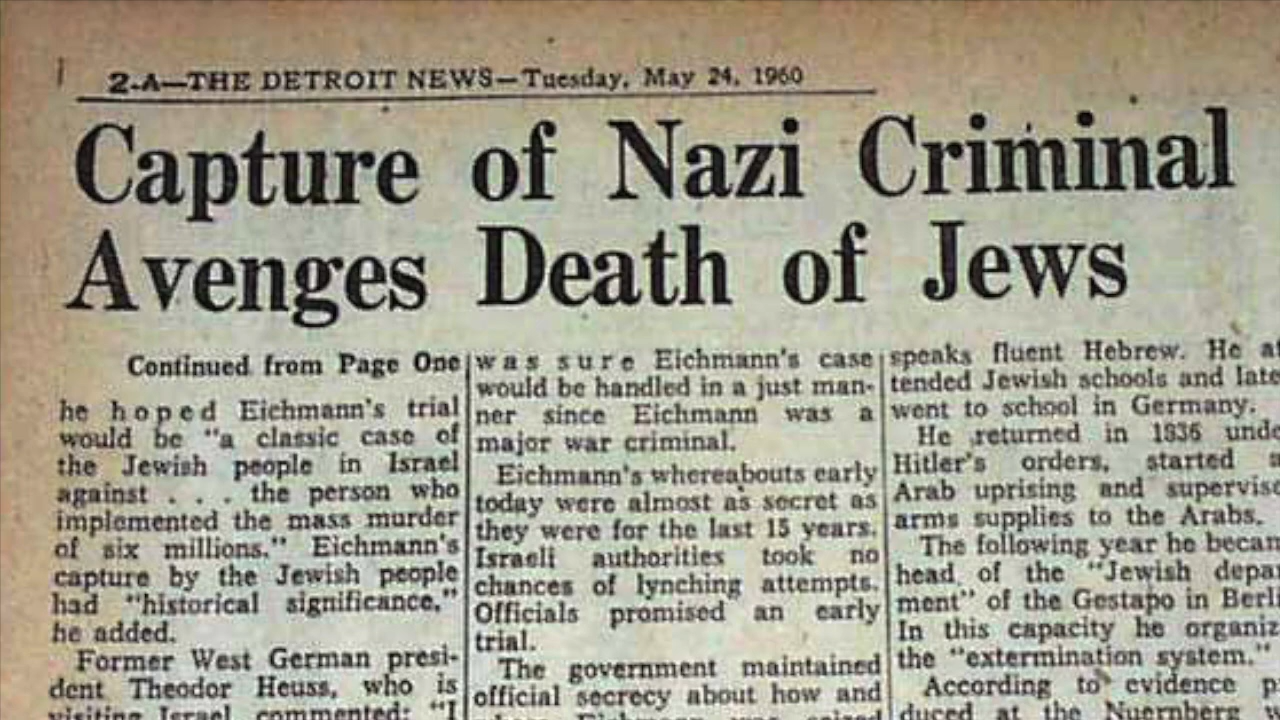 2-A—THE DETROIT NEWS—Tuesday, May 24, 1960
Capture of Nazi Criminal
Avenges Death of Jews
Continued from Page One
he hoped Eichmann's trial
would be "a classic case of
the Jewish people in Israel
against . . . the person who
implemented the mass murder
of six millions." Eichmann's
capture by the Jewish people
had "historical significance,"
he added.
Former West German presi-
dent Theodor Heuss, who is
visiting Israel commented: "I
was sure Eichmann's case
would be handled in a just man-
ner since Eichmann was a
major war criminal.
Eichmann's whereabouts early
today were almost as secret as
they were for the last 15 years.
Israeli authorities took no
chances of lynching attempts.
Officials promised an early
trial.
The government maintained
official secrecy about how and
speaks fluent Hebrew. He at
tended Jewish schools and late
went to school in Germany.
He returned in 1836 unde
Hitler's orders, started a
Arab uprising and supervise
arms supplies to the Arabs.
The following year he becam
head of the "Jewish depar
ment" of the Gestapo in Berli
In this capacity he organiz
the "extermination system."
According to evidence p
duced at the Nuernberg w